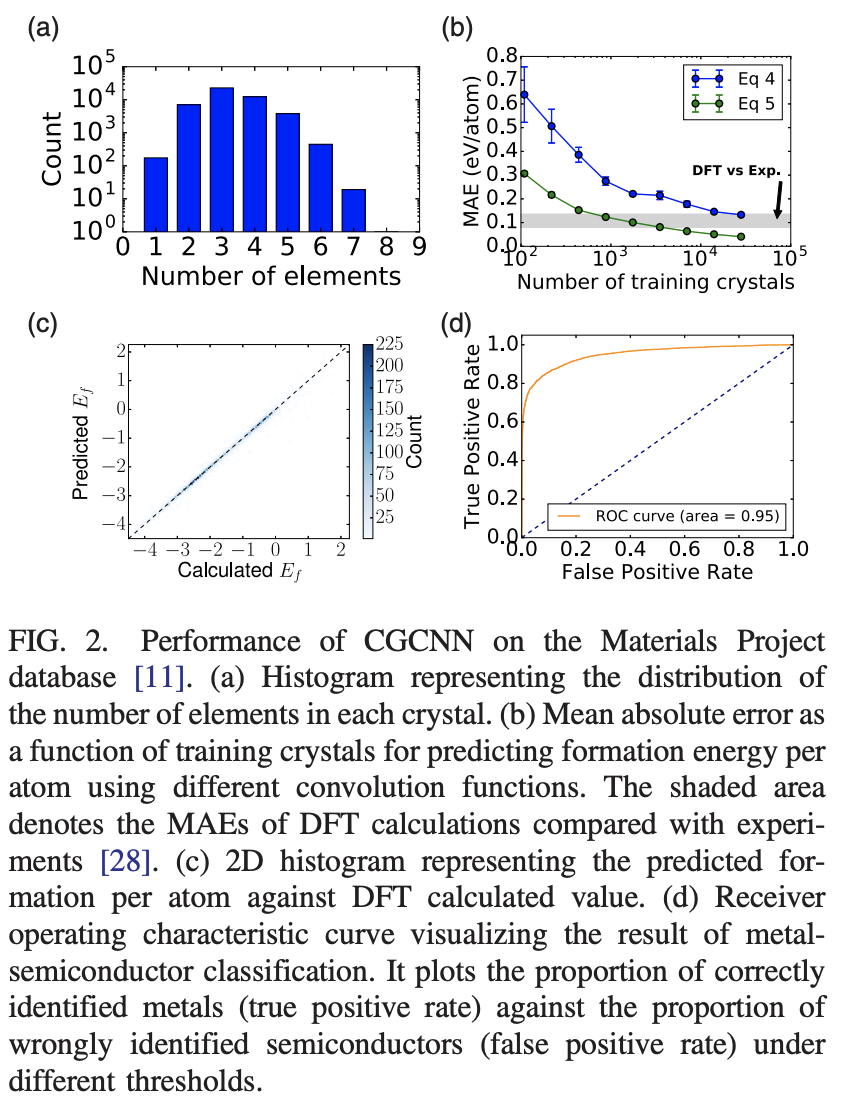 (a)
10^5
10^4
10^3
10^2
10^1
10^0
Count
0 1 2 3 4 5 6 7 8 9
Number of elements
(b)
0.8
0.7
0.6
0.5
0.4
0.3
0.2
0.1
0.0
MAE (eV/atom)
Eq 4
Eq 5
DFT vs Exp.
10^2 10^3 10^4 10^5
Number of training crystals
(c)
2
1
0
−1
−2
−3
−4
Predicted E_f
−4 −3 −2 −1 0 1 2
Calculated E_f
225
200
175
150
125
100
75
50
25
Count
(d)
1.0
0.8
0.6
0.4
0.2
0.0
True Positive Rate
ROC curve (area = 0.95)
0.0 0.2 0.4 0.6 0.8 1.0
False Positive Rate
FIG. 2. Performance of CGCNN on the Materials Project
database [11]. (a) Histogram representing the distribution of
the number of elements in each crystal. (b) Mean absolute error as
a function of training crystals for predicting formation energy per
atom using different convolution functions. The shaded area
denotes the MAEs of DFT calculations compared with experi-
ments [28]. (c) 2D histogram representing the predicted for-
mation per atom against DFT calculated value. (d) Receiver
operating characteristic curve visualizing the result of metal-
semiconductor classification. It plots the proportion of correctly
identified metals (true positive rate) against the proportion of
wrongly identified semiconductors (false positive rate) under
different thresholds.